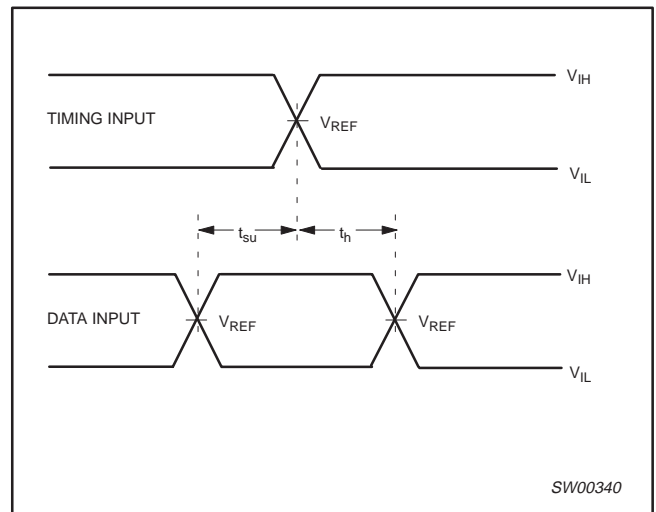 V_IH
TIMING INPUT
V_REF
V_IL
t_su
t_h
V_IH
DATA INPUT
V_REF
V_REF
V_IL
SW00340